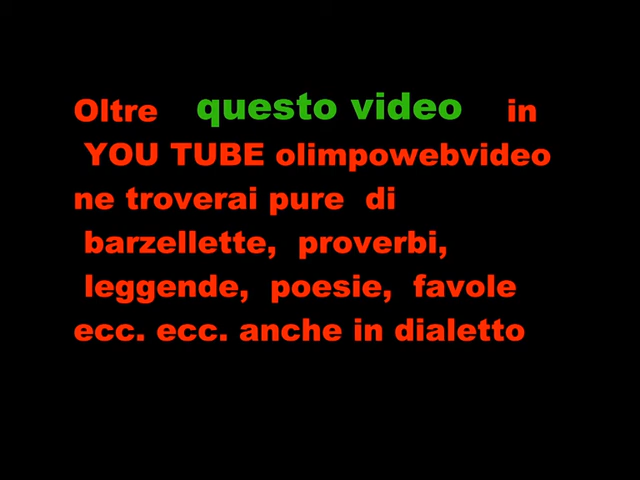 Oltre questo video in
YOU TUBE olimpowebvideo
ne troverai pure di
barzellette, proverbi,
leggende, poesie, favole
ecc. ecc. anche in dialetto